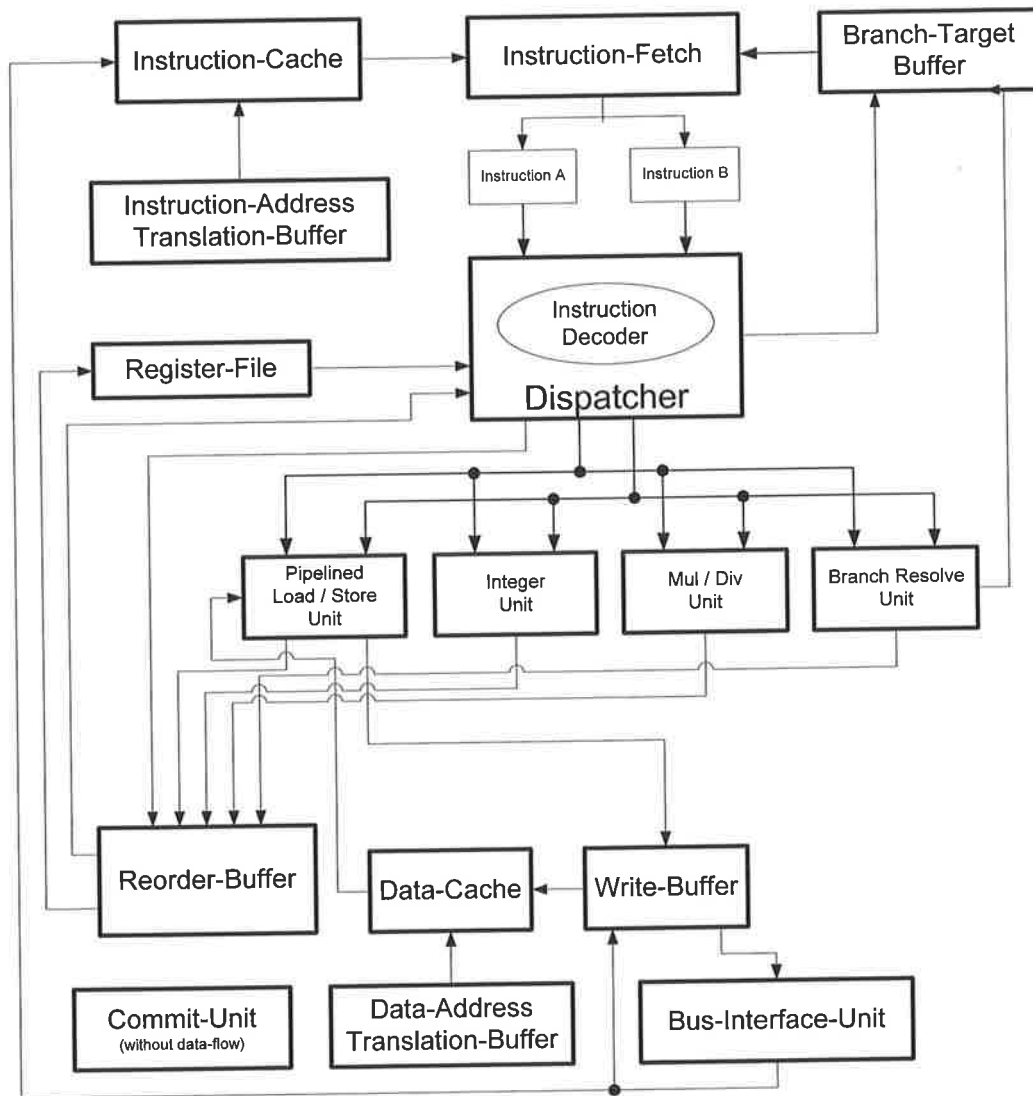 Instruction-Cache
Instruction-Fetch
Branch-Target
Buffer
Instruction A
Instruction B
Instruction-Address
Translation-Buffer
Instruction
Decoder
Register-File
Dispatcher
Pipelined
Load / Store
Unit
Integer
Unit
Mul / Div
Unit
Branch Resolve
Unit
Reorder-Buffer
Data-Cache
Write-Buffer
Commit-Unit
(without data-flow)
Data-Address
Translation-Buffer
Bus-Interface-Unit